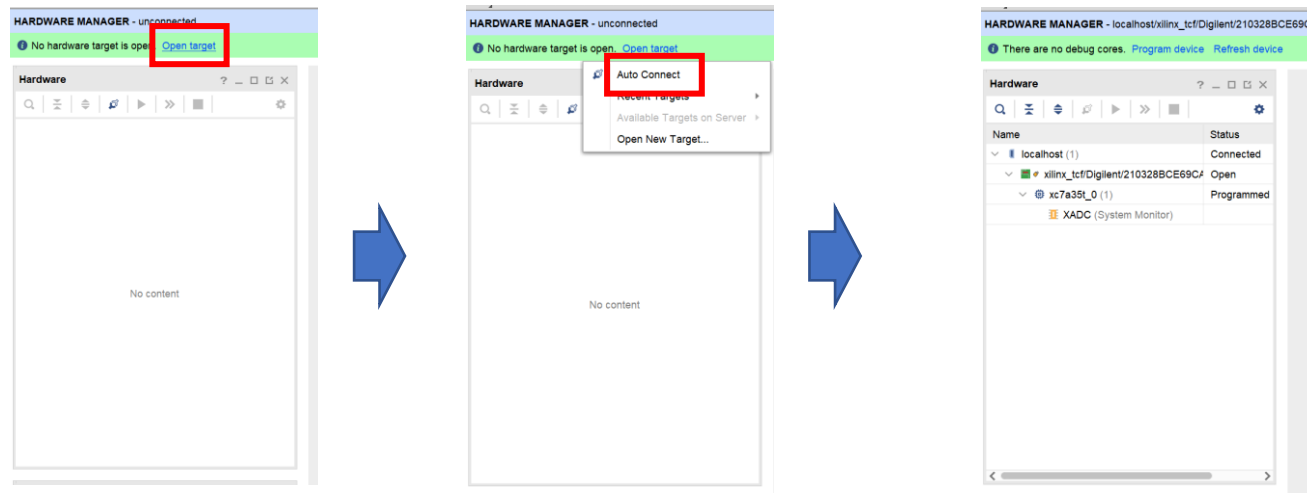 HARDWARE MANAGER - unconnected
No hardware target is open. Open target
Hardware
No content
HARDWARE MANAGER - unconnected
No hardware target is open. Open target
Hardware
Auto Connect
Recent Targets
Available Targets on Server
Open New Target...
No content
HARDWARE MANAGER - localhost/xilinx_tcf/Digilent/210328BCE69C
There are no debug cores. Program device Refresh device
Hardware
Name Status
localhost (1) Connected
xilinx_tcf/Digilent/210328BCE69CA Open
xc7a35t_0 (1) Programmed
XADC (System Monitor)